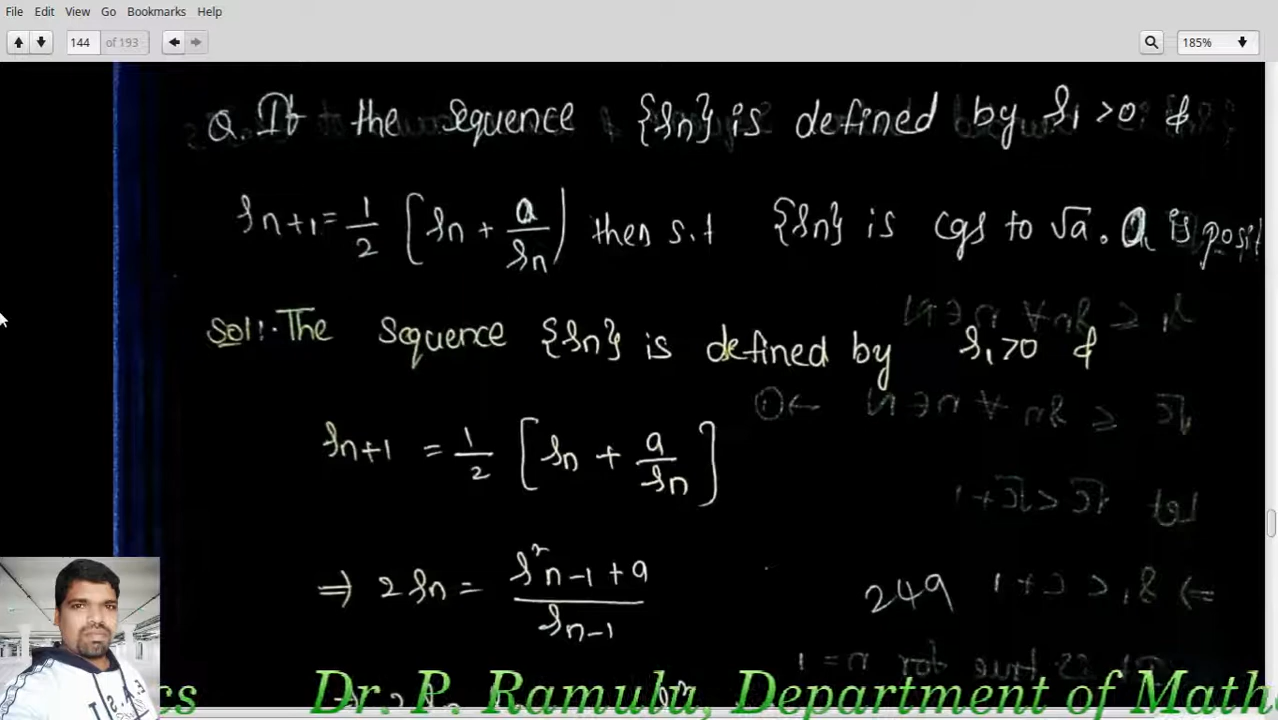 File Edit View Go Bookmarks Help
144 of 193 185%
Q. If the sequence {Sn} is defined by S1 >0 &
Sn+1 = 1/2 [Sn + a/Sn] then s.t {Sn} is cgs to √a. a is posit
Sol:. The sequence {Sn} is defined by S1 >0 &
Sn+1 = 1/2 [Sn + a/Sn]
⇒ 2Sn = S²n-1 + a / Sn-1
249
cs Dr. P. Ramulu, Department of Math